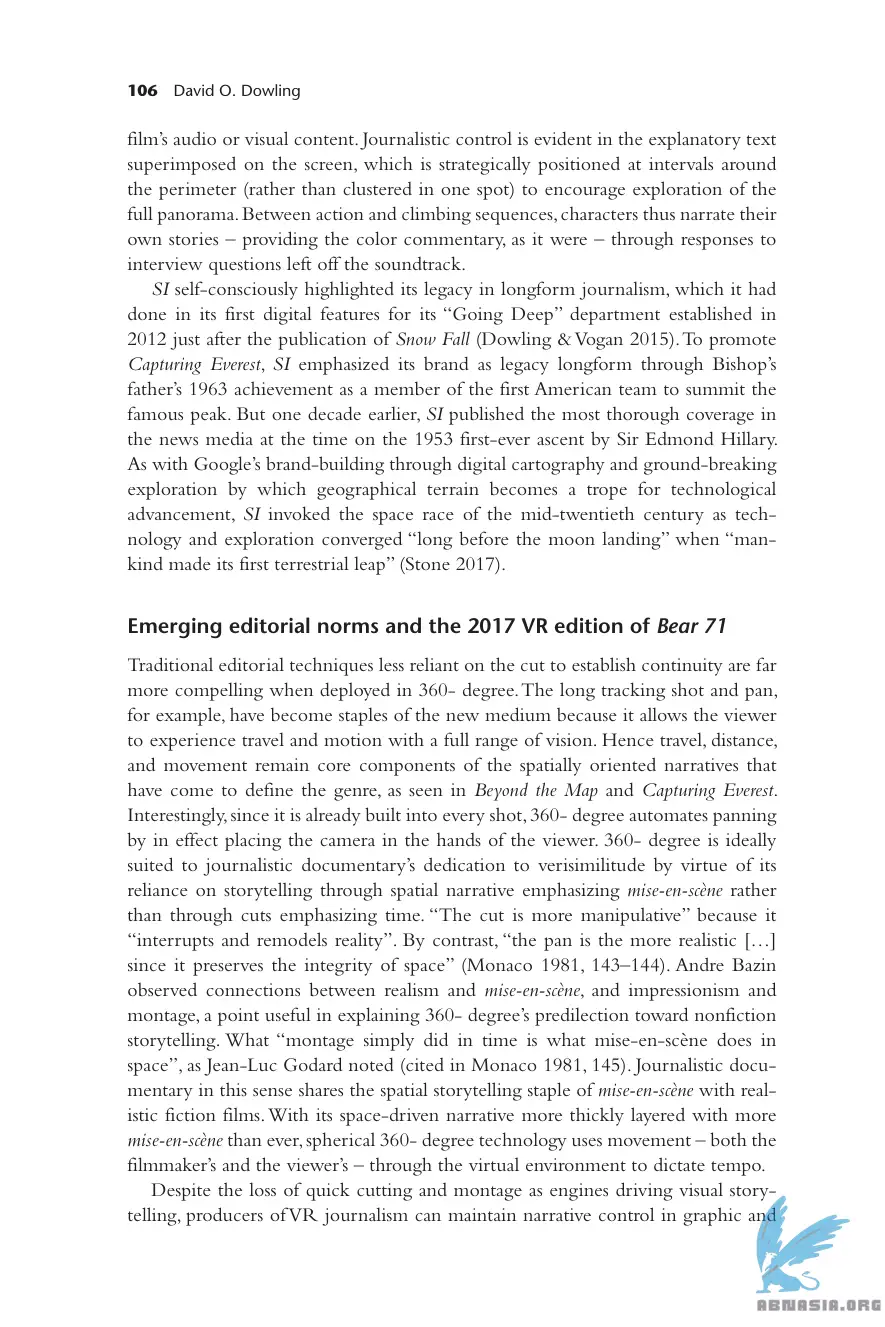 106 David O. Dowling
film’s audio or visual content. Journalistic control is evident in the explanatory text
superimposed on the screen, which is strategically positioned at intervals around
the perimeter (rather than clustered in one spot) to encourage exploration of the
full panorama. Between action and climbing sequences, characters thus narrate their
own stories – providing the color commentary, as it were – through responses to
interview questions left off the soundtrack.
SI self-consciously highlighted its legacy in longform journalism, which it had
done in its first digital features for its “Going Deep” department established in
2012 just after the publication of Snow Fall (Dowling & Vogan 2015). To promote
Capturing Everest, SI emphasized its brand as legacy longform through Bishop’s
father’s 1963 achievement as a member of the first American team to summit the
famous peak. But one decade earlier, SI published the most thorough coverage in
the news media at the time on the 1953 first-ever ascent by Sir Edmond Hillary.
As with Google’s brand-building through digital cartography and ground-breaking
exploration by which geographical terrain becomes a trope for technological
advancement, SI invoked the space race of the mid-twentieth century as tech-
nology and exploration converged “long before the moon landing” when “man-
kind made its first terrestrial leap” (Stone 2017).
Emerging editorial norms and the 2017 VR edition of Bear 71
Traditional editorial techniques less reliant on the cut to establish continuity are far
more compelling when deployed in 360- degree. The long tracking shot and pan,
for example, have become staples of the new medium because it allows the viewer
to experience travel and motion with a full range of vision. Hence travel, distance,
and movement remain core components of the spatially oriented narratives that
have come to define the genre, as seen in Beyond the Map and Capturing Everest.
Interestingly, since it is already built into every shot, 360- degree automates panning
by in effect placing the camera in the hands of the viewer. 360- degree is ideally
suited to journalistic documentary’s dedication to verisimilitude by virtue of its
reliance on storytelling through spatial narrative emphasizing mise-en-scène rather
than through cuts emphasizing time. “The cut is more manipulative” because it
“interrupts and remodels reality”. By contrast, “the pan is the more realistic […]
since it preserves the integrity of space” (Monaco 1981, 143–144). Andre Bazin
observed connections between realism and mise-en-scène, and impressionism and
montage, a point useful in explaining 360- degree’s predilection toward nonfiction
storytelling. What “montage simply did in time is what mise-en-scène does in
space”, as Jean-Luc Godard noted (cited in Monaco 1981, 145). Journalistic docu-
mentary in this sense shares the spatial storytelling staple of mise-en-scène with real-
istic fiction films. With its space-driven narrative more thickly layered with more
mise-en-scène than ever, spherical 360- degree technology uses movement – both the
filmmaker’s and the viewer’s – through the virtual environment to dictate tempo.
Despite the loss of quick cutting and montage as engines driving visual story-
telling, producers of VR journalism can maintain narrative control in graphic and
ABNASIA.ORG